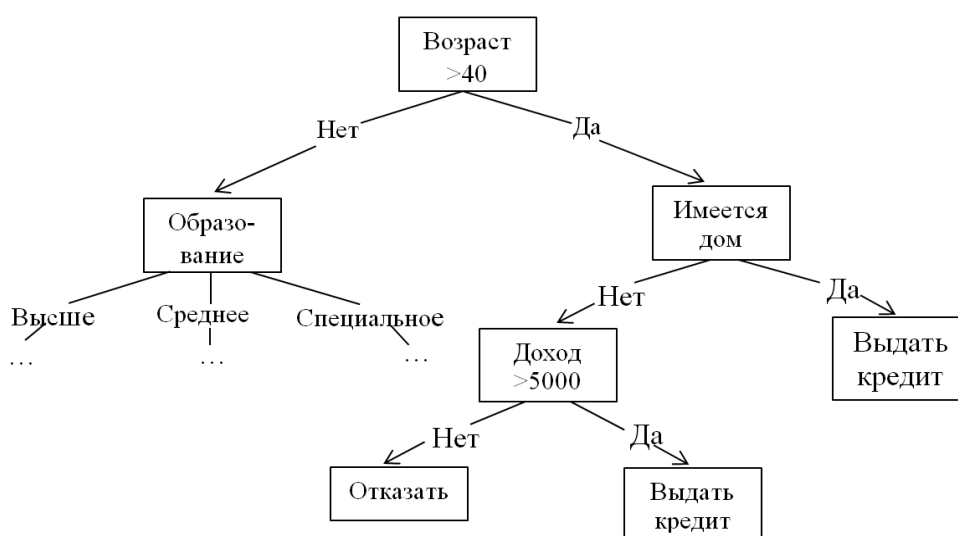 Возраст
>40
Нет
Да
Образо-
вание
Имеется
дом
Высше
Среднее
Специальное
Нет
Да
…
…
…
Доход
>5000
Выдать
кредит
Нет
Да
Отказать
Выдать
кредит